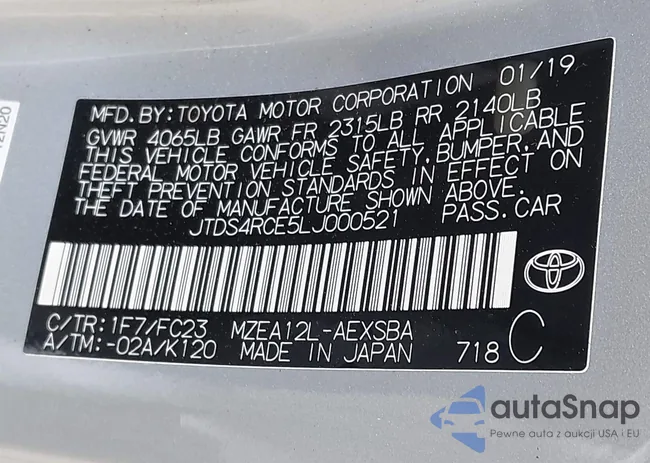 12N20
MFD. BY: TOYOTA MOTOR CORPORATION 01/19
GVWR 4065LB GAWR FR 2315LB RR 2140LB
THIS VEHICLE CONFORMS TO ALL APPLICABLE
FEDERAL MOTOR VEHICLE SAFETY, BUMPER, AND
THEFT PREVENTION STANDARDS IN EFFECT ON
THE DATE OF MANUFACTURE SHOWN ABOVE.
JTDS4RCE5LJ000521 PASS. CAR
C/TR: 1F7/FC23 MZEA12L-AEXSBA
A/TM: -02A/K120 MADE IN JAPAN 718 C
autoSnap
Pewne auta z aukcji USA i EU